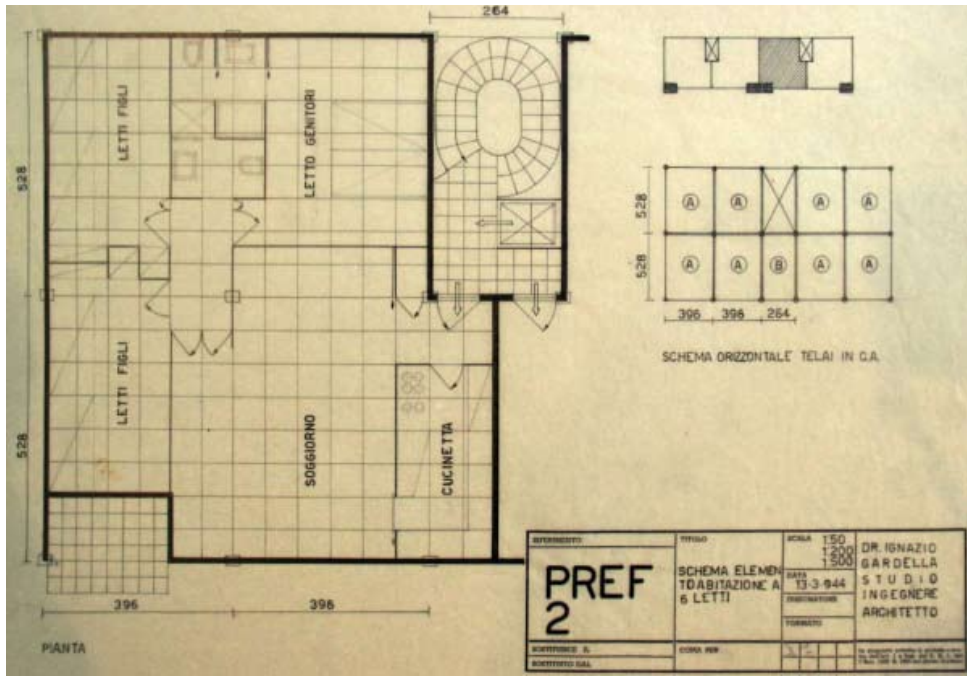 264
528
528
LETTI FIGLI
LETTO GENITORI
LETTI FIGLI
SOGGIORNO
CUCINETTA
396
396
PIANTA
528
528
A
A
A
A
A
A
B
A
A
396
396
264
SCHEMA ORIZZONTALE TELAI IN C.A.
RIFERIMENTO
PREF
2
TITOLO
SCHEMA ELEMEN
TO ABITAZIONE A
6 LETTI
SCALA 1:50
1:200
1:500
DATA
13-3-944
DISEGNATORE
FORMATO
DR. IGNAZIO
GARDELLA
STUDIO
INGEGNERE
ARCHITETTO
SOSTITUISCE IL
SOSTITUITO DAL
COPIA PER